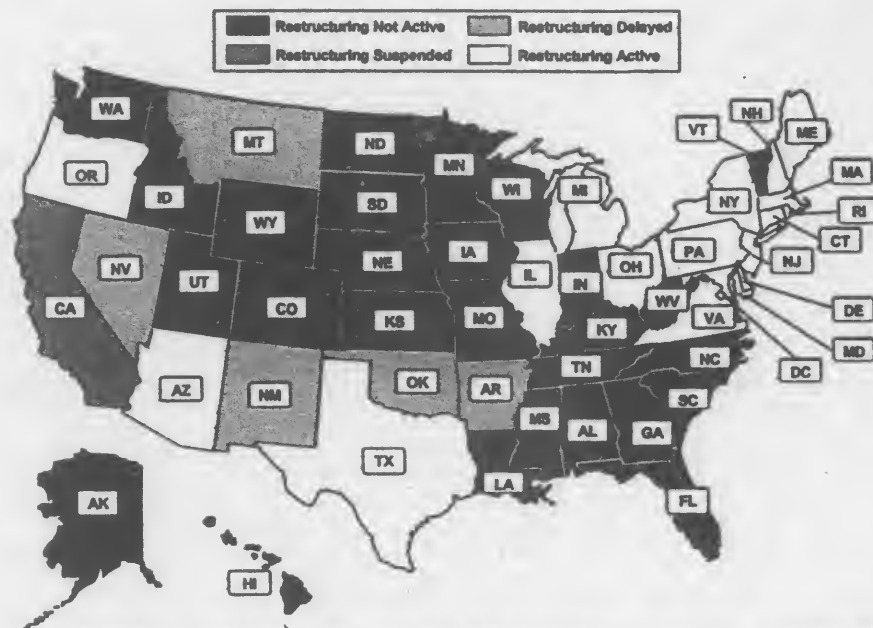 Restructuring Not Active Restructuring Delayed
Restructuring Suspended Restructuring Active
NH
VT ME
WA
MT ND
MN
OR MA
ID WI MI NY
SD RI
WY
CT
IA PA
NE NJ
NV IL OH
UT IN
CA CO WV DE
KS MO VA
KY MD
NC
TN DC
OK
AZ NM AR SC
MS AL GA
TX
LA
AK FL
HI